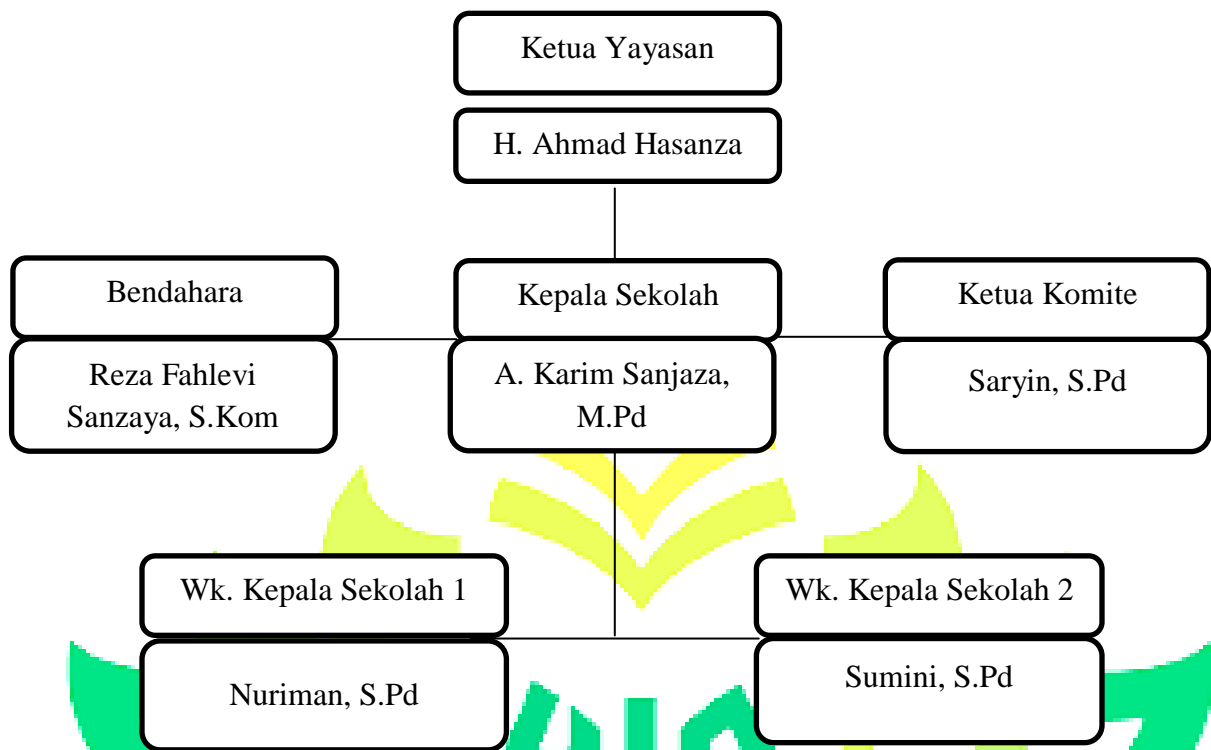 Ketua Yayasan
H. Ahmad Hasanza
Bendahara
Kepala Sekolah
Ketua Komite
Reza Fahlevi
Sanzaya, S.Kom
A. Karim Sanjaza,
M.Pd
Saryin, S.Pd
Wk. Kepala Sekolah 1
Wk. Kepala Sekolah 2
Nuriman, S.Pd
Sumini, S.Pd